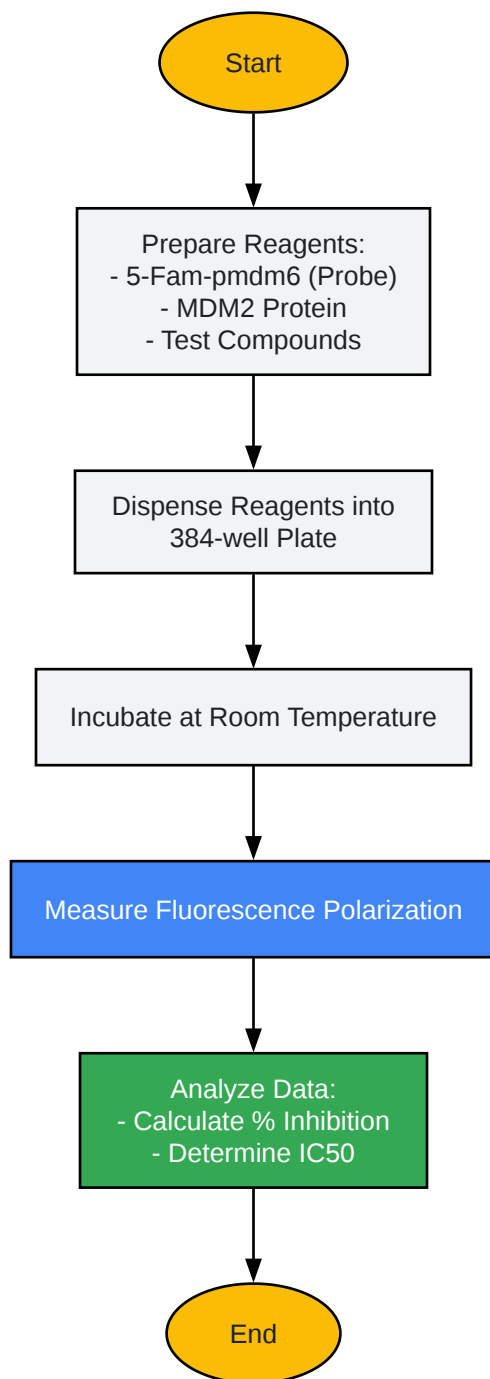 Start
Prepare Reagents:
- 5-Fam-pmdm6 (Probe)
- MDM2 Protein
- Test Compounds
Dispense Reagents into
384-well Plate
Incubate at Room Temperature
Measure Fluorescence Polarization
Analyze Data:
- Calculate % Inhibition
- Determine IC50
End